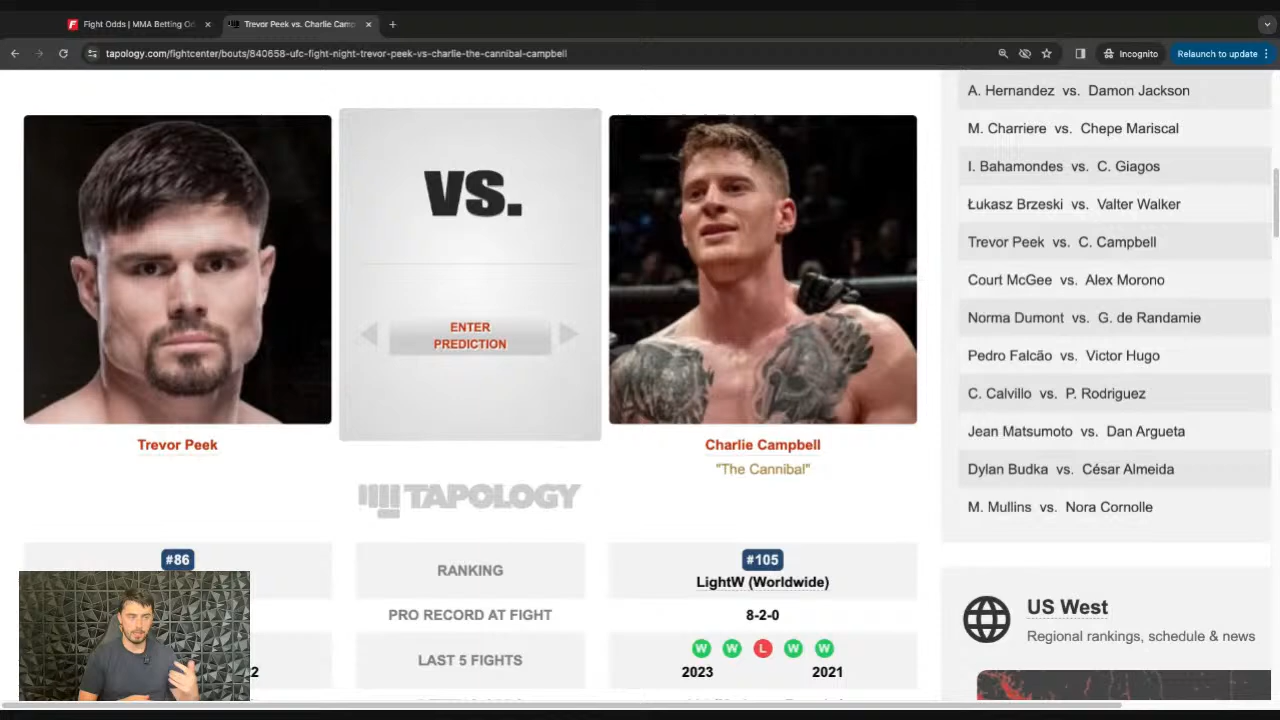 Fight Odds | MMA Betting Od
Trevor Peek vs. Charlie Camp
tapology.com/fightcenter/bouts/840658-ufc-fight-night-trevor-peek-vs-charlie-the-cannibal-campbell
Incognito
Relaunch to update
VS.
ENTER
PREDICTION
Trevor Peek
Charlie Campbell
"The Cannibal"
TAPOLOGY
#86
RANKING
#105
LightW (Worldwide)
PRO RECORD AT FIGHT
8-2-0
LAST 5 FIGHTS
W W L W W
2
2023
2021
A. Hernandez vs. Damon Jackson
M. Charriere vs. Chepe Mariscal
I. Bahamondes vs. C. Giagos
Łukasz Brzeski vs. Valter Walker
Trevor Peek vs. C. Campbell
Court McGee vs. Alex Morono
Norma Dumont vs. G. de Randamie
Pedro Falcão vs. Victor Hugo
C. Calvillo vs. P. Rodriguez
Jean Matsumoto vs. Dan Argueta
Dylan Budka vs. César Almeida
M. Mullins vs. Nora Cornolle
US West
Regional rankings, schedule & news